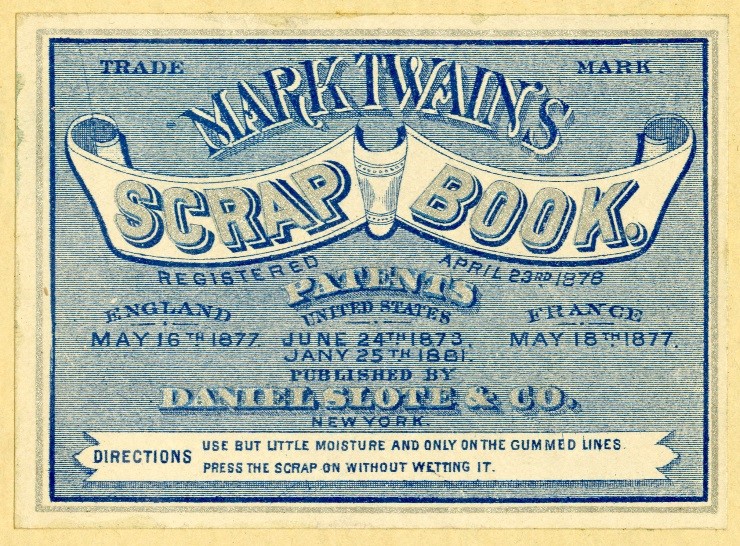 TRADE MARK
MARK TWAIN'S
SCRAP BOOK.
REGISTERED APRIL 23RD 1878
PATENTS
ENGLAND UNITED STATES FRANCE
MAY 16TH 1877. JUNE 24TH 1873. MAY 18TH 1877.
JANY 25TH 1881.
PUBLISHED BY
DANIEL SLOTE & CO.
NEW YORK.
DIRECTIONS USE BUT LITTLE MOISTURE AND ONLY ON THE GUMMED LINES.
PRESS THE SCRAP ON WITHOUT WETTING IT.